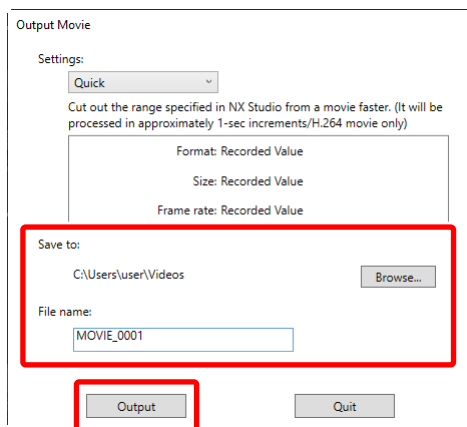 Output Movie
Settings:
Quick
Cut out the range specified in NX Studio from a movie faster. (It will be
processed in approximately 1-sec increments/H.264 movie only)
Format: Recorded Value
Size: Recorded Value
Frame rate: Recorded Value
Save to:
C:\Users\user\Videos
Browse...
File name:
MOVIE_0001
Output
Quit